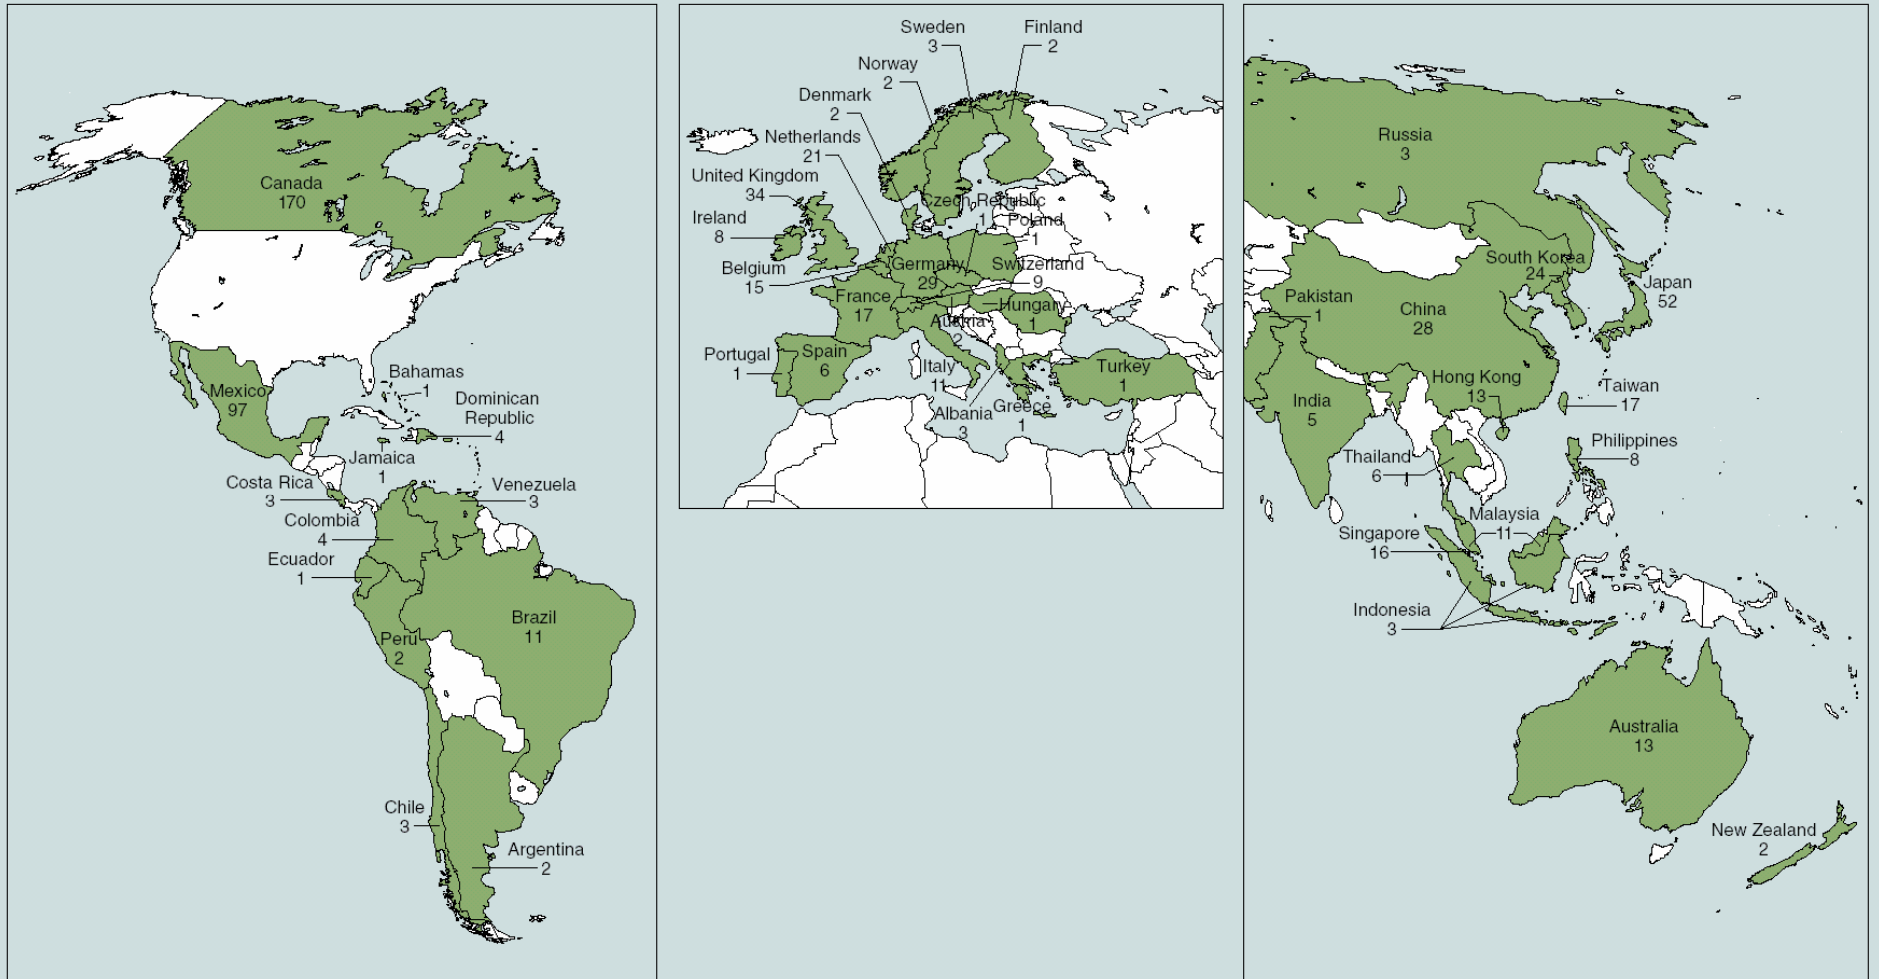 Canada
170
Mexico
97
Bahamas
1
Dominican
Republic
4
Jamaica
1
Costa Rica
3
Venezuela
3
Colombia
4
Ecuador
1
Brazil
11
Peru
2
Chile
3
Argentina
2
Sweden
3
Finland
2
Norway
2
Denmark
2
Netherlands
21
United Kingdom
34
Ireland
8
Belgium
15
Czech Republic
1
Poland
1
Germany
29
Switzerland
9
France
17
Hungary
1
Austria
2
Portugal
1
Spain
6
Italy
11
Albania
3
Greece
1
Turkey
1
Russia
3
South Korea
24
Japan
52
Pakistan
1
China
28
Hong Kong
13
Taiwan
17
India
5
Philippines
8
Thailand
6
Malaysia
11
Singapore
16
Indonesia
3
Australia
13
New Zealand
2